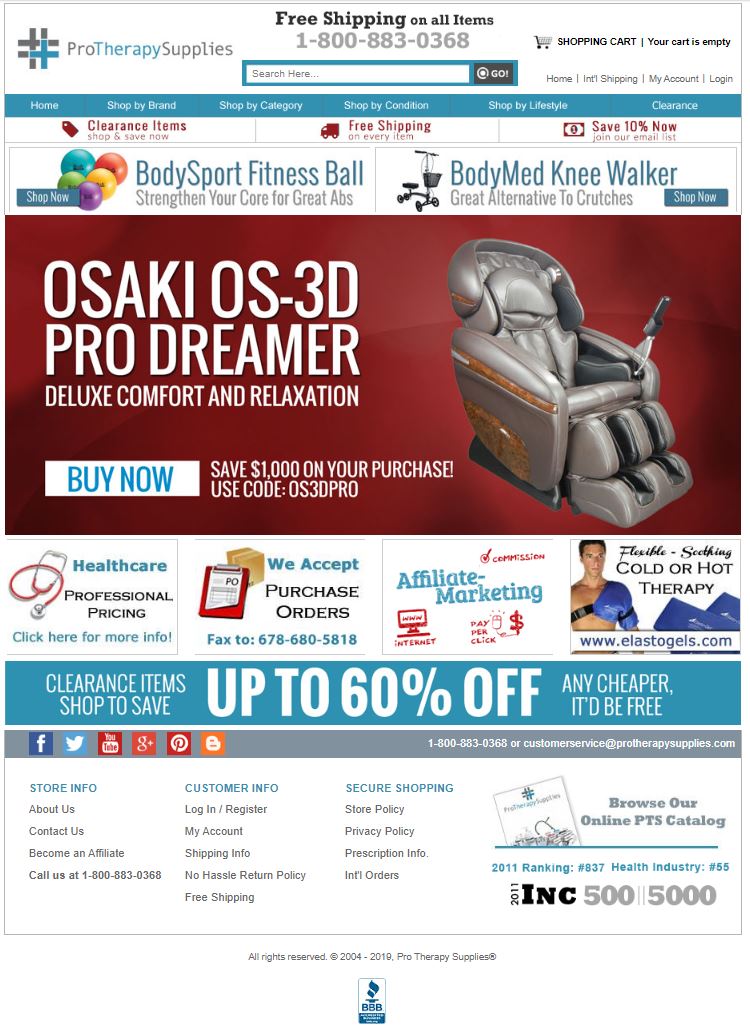 ProTherapySupplies
Free Shipping on all Items
1-800-883-0368
SHOPPING CART | Your cart is empty
Search Here...
GO!
Home | Int'l Shipping | My Account | Login
Home Shop by Brand Shop by Category Shop by Condition Shop by Lifestyle Clearance
Clearance Items
shop & save now
Free Shipping
on every item
Save 10% Now
join our email list
BodySport Fitness Ball
Strengthen Your Core for Great Abs
Shop Now
BodyMed Knee Walker
Great Alternative To Crutches
Shop Now
OSAKI OS-3D
PRO DREAMER
DELUXE COMFORT AND RELAXATION
BUY NOW
SAVE $1,000 ON YOUR PURCHASE!
USE CODE: OS3DPRO
Healthcare
PROFESSIONAL
PRICING
Click here for more info!
PO
We Accept
PURCHASE
ORDERS
Fax to: 678-680-5818
COMMISSION
Affiliate-
Marketing
WWW
INTERNET
PAY
PER
CLICK
$
Flexible - Soothing
COLD OR HOT
THERAPY
www.elastogels.com
CLEARANCE ITEMS
SHOP TO SAVE
UP TO 60% OFF
ANY CHEAPER,
IT'D BE FREE
You
Tube
1-800-883-0368 or customerservice@protherapysupplies.com
STORE INFO
About Us
Contact Us
Become an Affiliate
Call us at 1-800-883-0368
CUSTOMER INFO
Log In / Register
My Account
Shipping Info
No Hassle Return Policy
Free Shipping
SECURE SHOPPING
Store Policy
Privacy Policy
Prescription Info.
Int'l Orders
ProTherapySupplies
Browse Our
Online PTS Catalog
2011 Ranking: #837 Health Industry: #55
2011 INC 500||5000
All rights reserved. © 2004 - 2019, Pro Therapy Supplies®
BBB